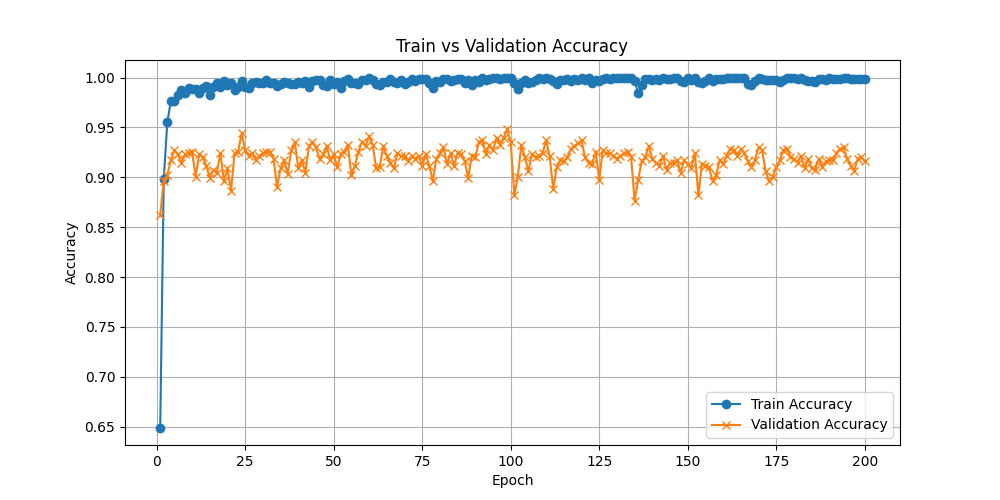 Train vs Validation Accuracy
Accuracy
1.00
0.95
0.90
0.85
0.80
0.75
0.70
0.65
Train Accuracy
Validation Accuracy
0 25 50 75 100 125 150 175 200
Epoch